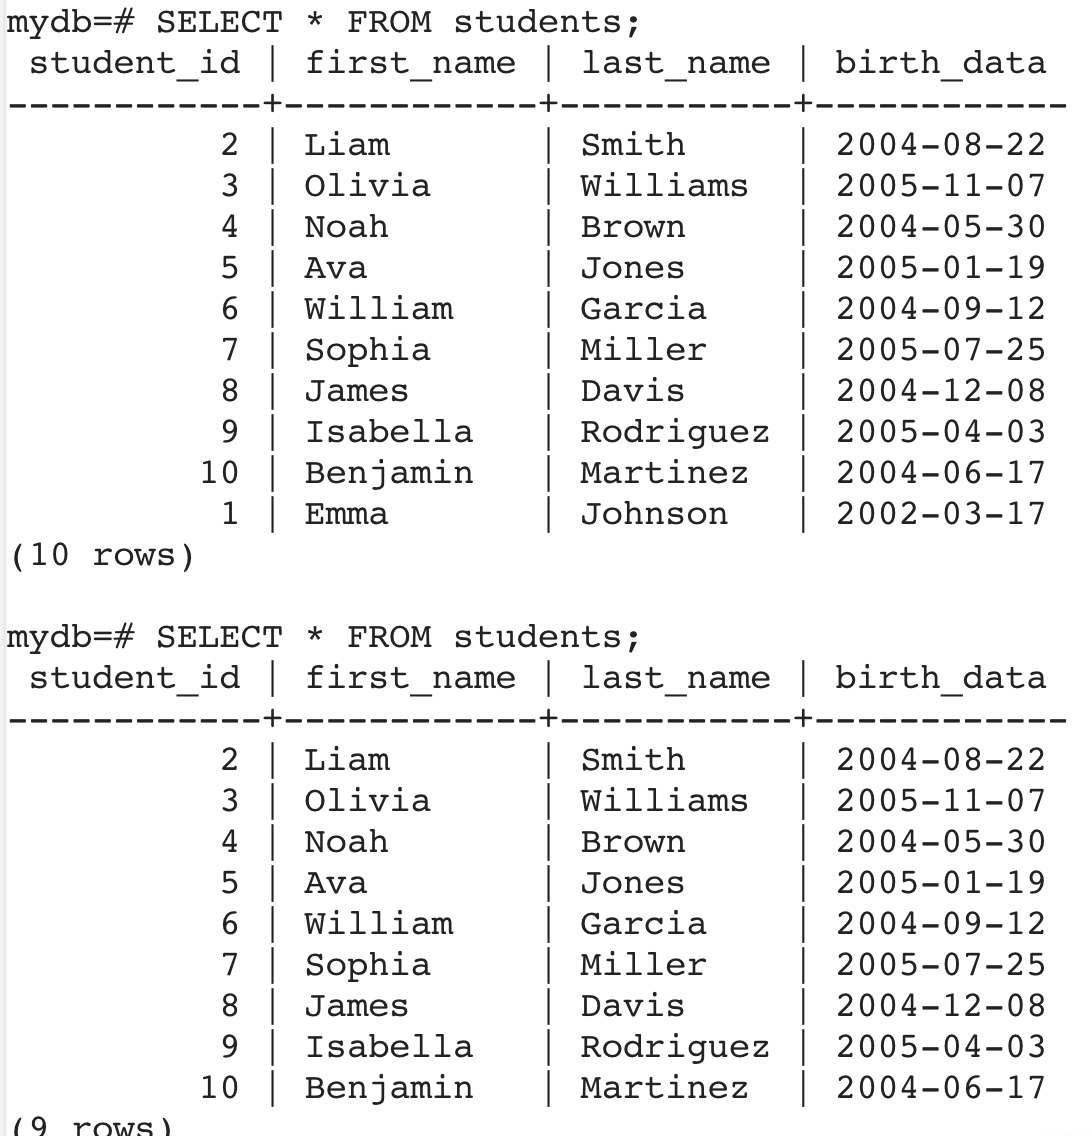 mydb=# SELECT * FROM students;
 student_id | first_name | last_name | birth_data
------------+------------+-----------+------------
          2 | Liam       | Smith     | 2004-08-22
          3 | Olivia     | Williams  | 2005-11-07
          4 | Noah       | Brown     | 2004-05-30
          5 | Ava        | Jones     | 2005-01-19
          6 | William    | Garcia    | 2004-09-12
          7 | Sophia     | Miller    | 2005-07-25
          8 | James      | Davis     | 2004-12-08
          9 | Isabella   | Rodriguez | 2005-04-03
         10 | Benjamin   | Martinez  | 2004-06-17
          1 | Emma       | Johnson   | 2002-03-17
(10 rows)

mydb=# SELECT * FROM students;
 student_id | first_name | last_name | birth_data
------------+------------+-----------+------------
          2 | Liam       | Smith     | 2004-08-22
          3 | Olivia     | Williams  | 2005-11-07
          4 | Noah       | Brown     | 2004-05-30
          5 | Ava        | Jones     | 2005-01-19
          6 | William    | Garcia    | 2004-09-12
          7 | Sophia     | Miller    | 2005-07-25
          8 | James      | Davis     | 2004-12-08
          9 | Isabella   | Rodriguez | 2005-04-03
         10 | Benjamin   | Martinez  | 2004-06-17
(9 rows)